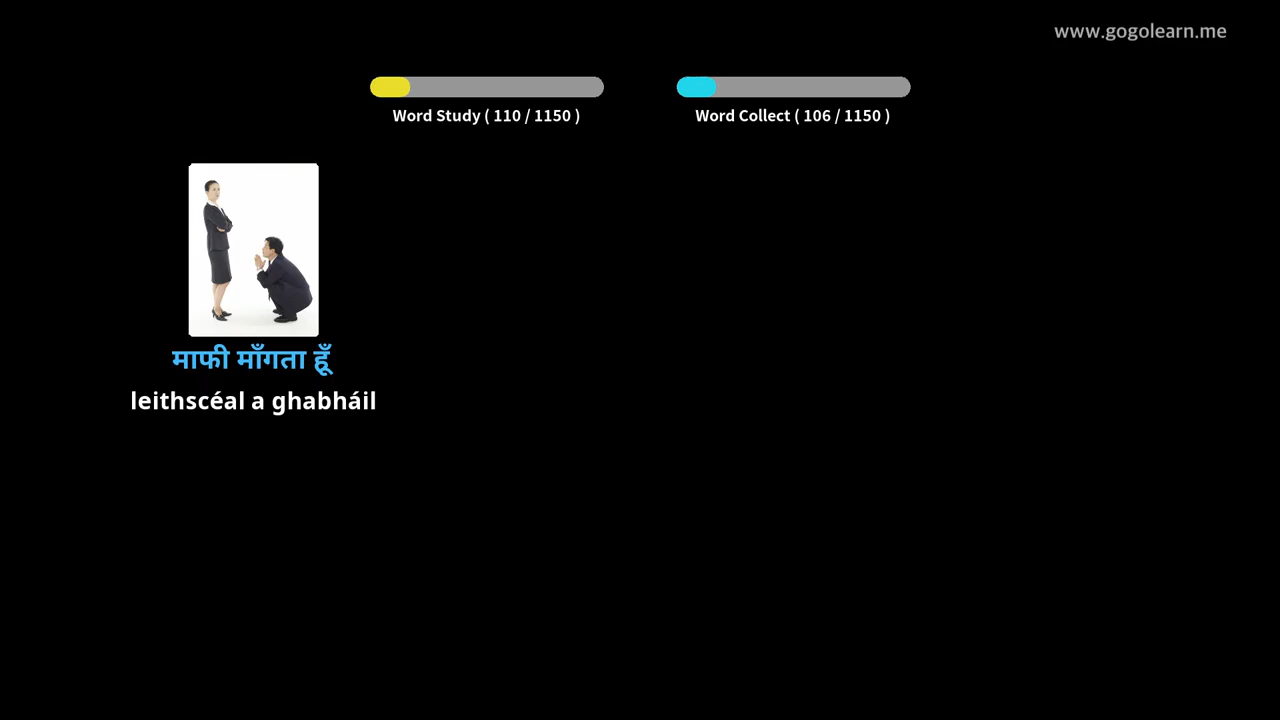 www.gogolearn.me
Word Study ( 110 / 1150 )
Word Collect ( 106 / 1150 )
माफी माँगता हूँ
leithscéal a ghabháil